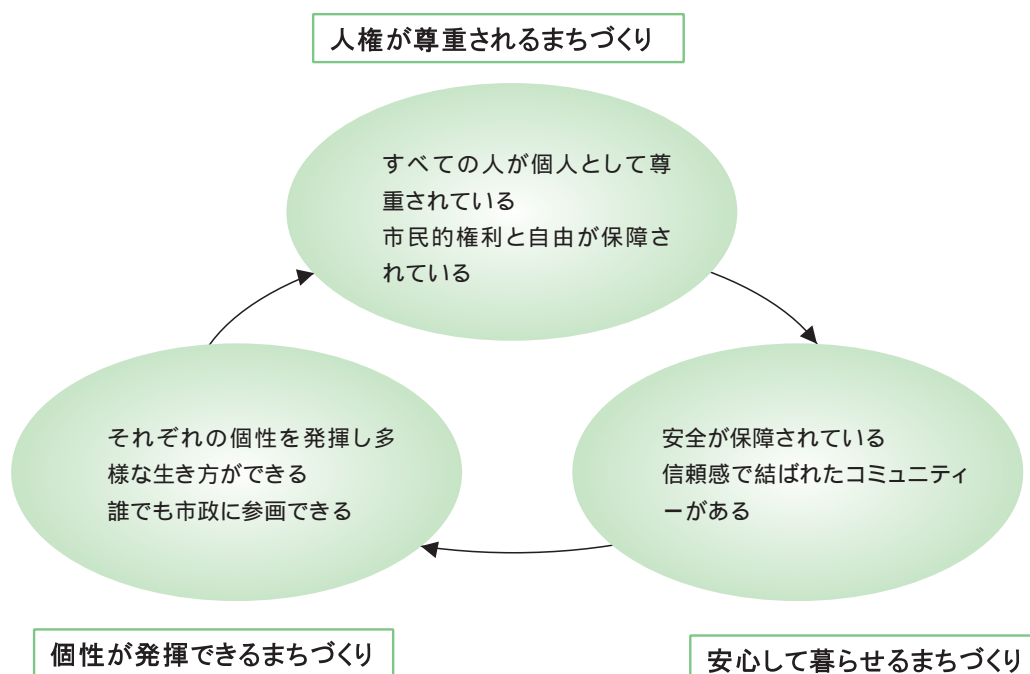 人権が尊重されるまちづくり
すべての人が個人として尊
重されている
市民的権利と自由が保障さ
れている
それぞれの個性を発揮し多
様な生き方ができる
誰でも市政に参画できる
安全が保障されている
信頼感で結ばれたコミュニティ
ーがある
個性が発揮できるまちづくり
安心して暮らせるまちづくり